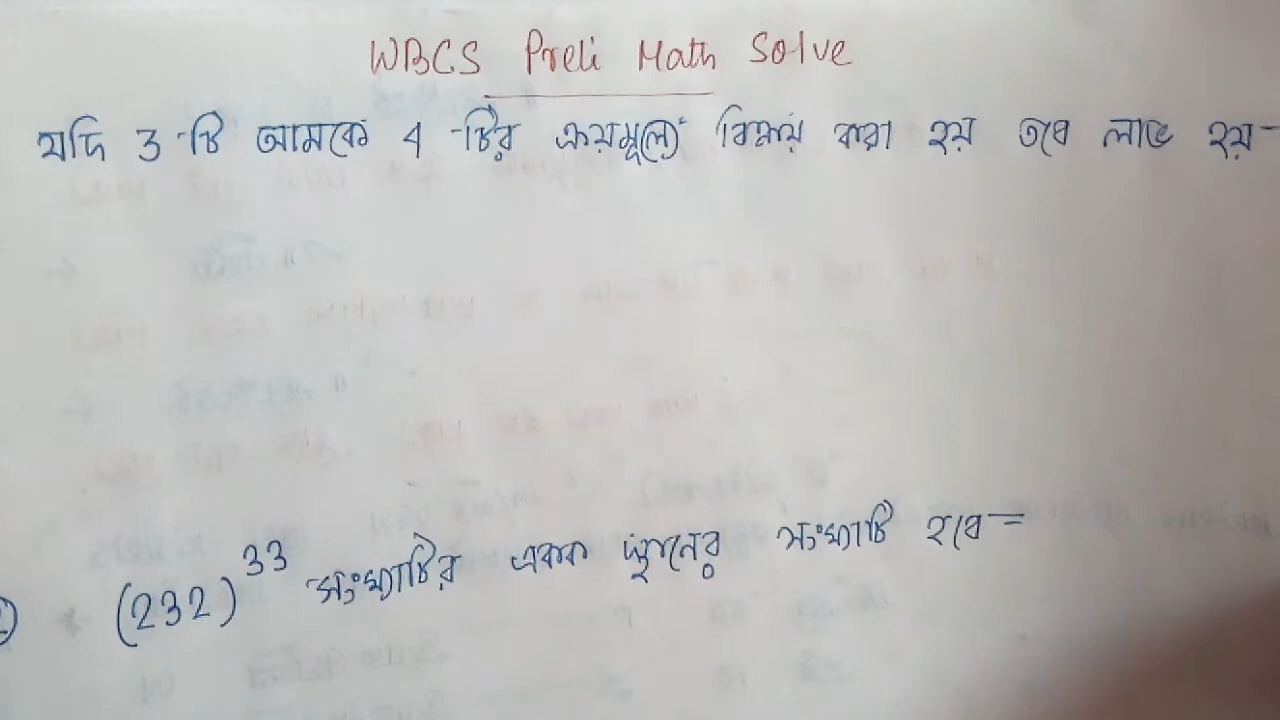 WBCS Preli Math Solve
যদি 3 টি আমকে 4 টির ক্রয়মূল্যে বিক্রয় করা হয় তবে লাভ হয় -
(232)^33 সংখ্যাটির একক স্থানের সংখ্যাটি হবে —